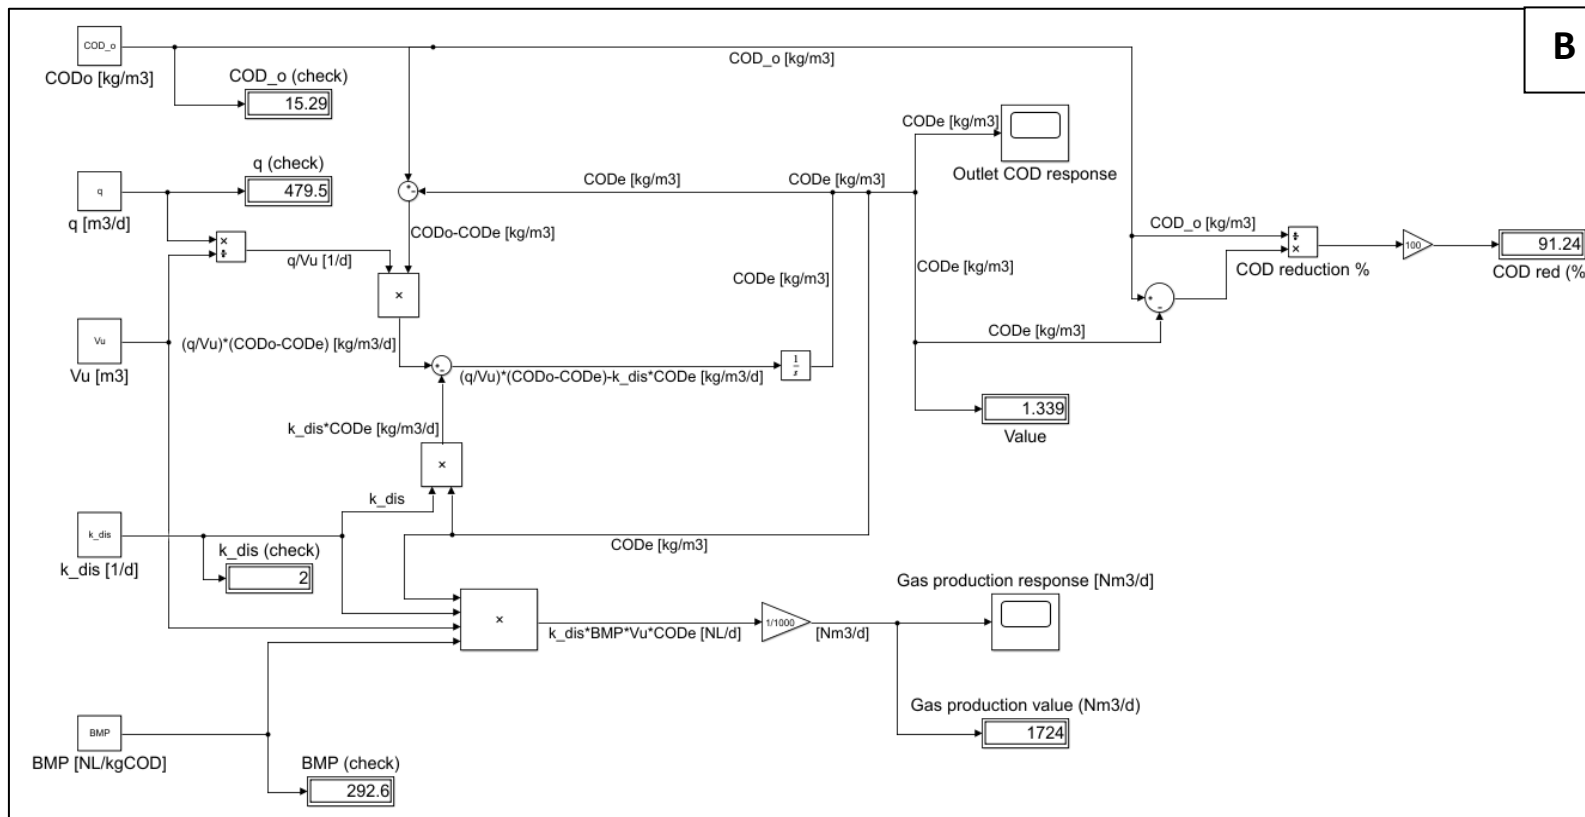 B
COD_o
CODo [kg/m3]
COD_o (check)
15.29
COD_o [kg/m3]
CODe [kg/m3]
Outlet COD response
q
q [m3/d]
q (check)
479.5
CODe [kg/m3]
CODe [kg/m3]
+
-
CODo-CODe [kg/m3]
×
÷
q/Vu [1/d]
×
CODe [kg/m3]
CODe [kg/m3]
COD_o [kg/m3]
÷
×
COD reduction %
100
91.24
COD red (%
+
-
CODe [kg/m3]
Vu
Vu [m3]
(q/Vu)*(CODo-CODe) [kg/m3/d]
+
-
(q/Vu)*(CODo-CODe)-k_dis*CODe [kg/m3/d]
1
s
1.339
Value
k_dis*CODe [kg/m3/d]
×
k_dis
k_dis
k_dis [1/d]
k_dis (check)
2
CODe [kg/m3]
×
k_dis*BMP*Vu*CODe [NL/d]
1/1000
[Nm3/d]
Gas production response [Nm3/d]
Gas production value (Nm3/d)
1724
BMP
BMP [NL/kgCOD]
BMP (check)
292.6